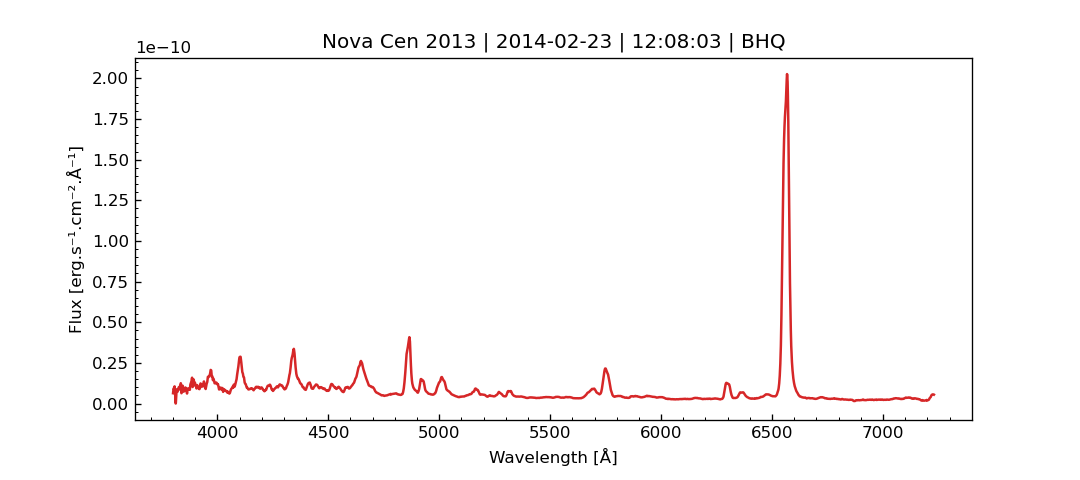 Nova Cen 2013 | 2014-02-23 | 12:08:03 | BHQ
1e−10
2.00
1.75
1.50
1.25
1.00
0.75
0.50
0.25
0.00
Flux [erg.s⁻¹.cm⁻².Å⁻¹]
4000 4500 5000 5500 6000 6500 7000
Wavelength [Å]